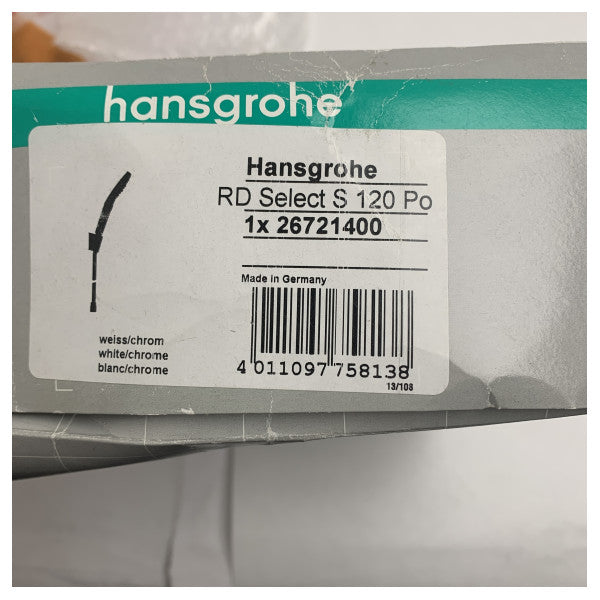 hansgrohe
Hansgrohe
RD Select S 120 Po
1x 26721400
Made in Germany
weiss/chrom
white/chrome
blanc/chrome
4 011097 758138
13/108